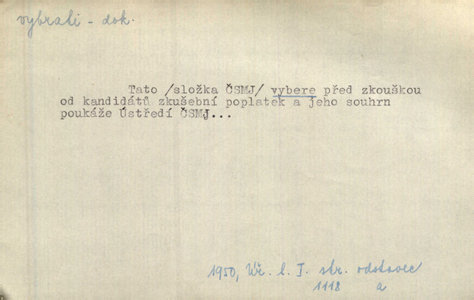 vybrati - dok.
Tato /složka ČSMJ/ vybere před zkouškou
od kandidátů zkušební poplatek a jeho souhrn
poukáže Ústředí ČSMJ...
1950, Úř. l. I. str. odstavec
1118 a